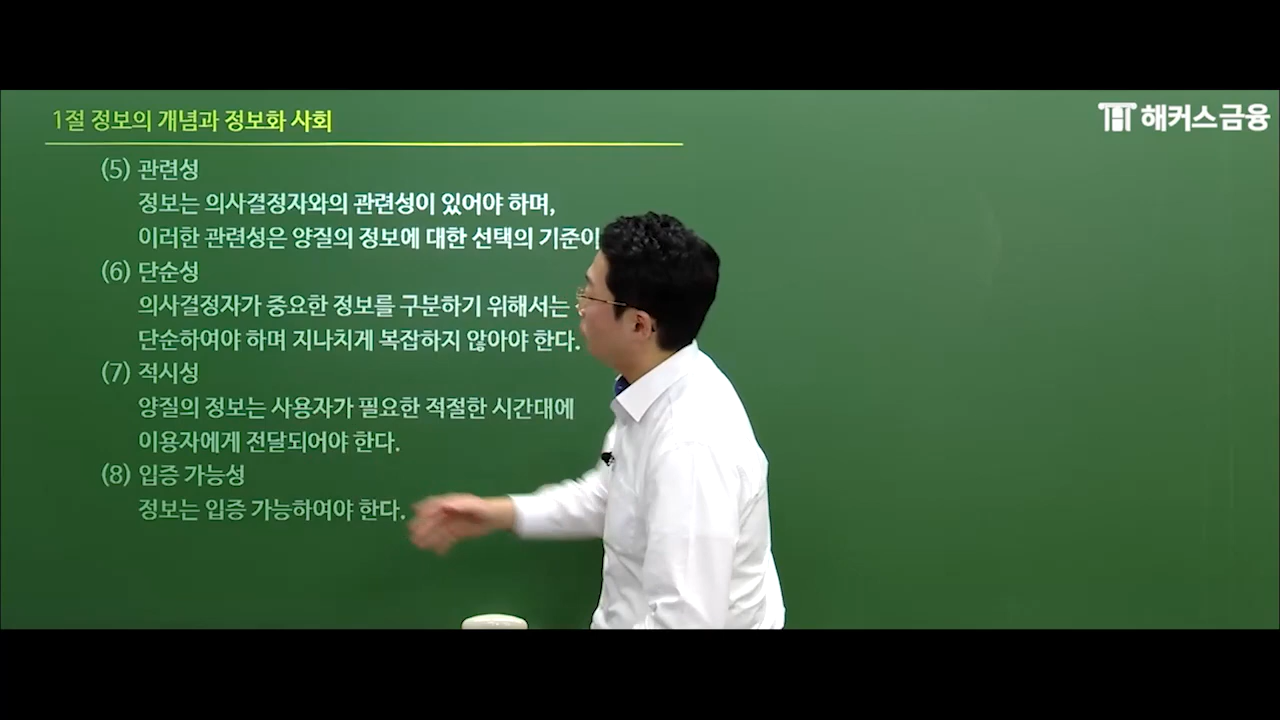 1절 정보의 개념과 정보화 사회
해커스금융
(5) 관련성
정보는 의사결정자와의 관련성이 있어야 하며,
이러한 관련성은 양질의 정보에 대한 선택의 기준이
(6) 단순성
의사결정자가 중요한 정보를 구분하기 위해서는
단순하여야 하며 지나치게 복잡하지 않아야 한다.
(7) 적시성
양질의 정보는 사용자가 필요한 적절한 시간대에
이용자에게 전달되어야 한다.
(8) 입증 가능성
정보는 입증 가능하여야 한다.